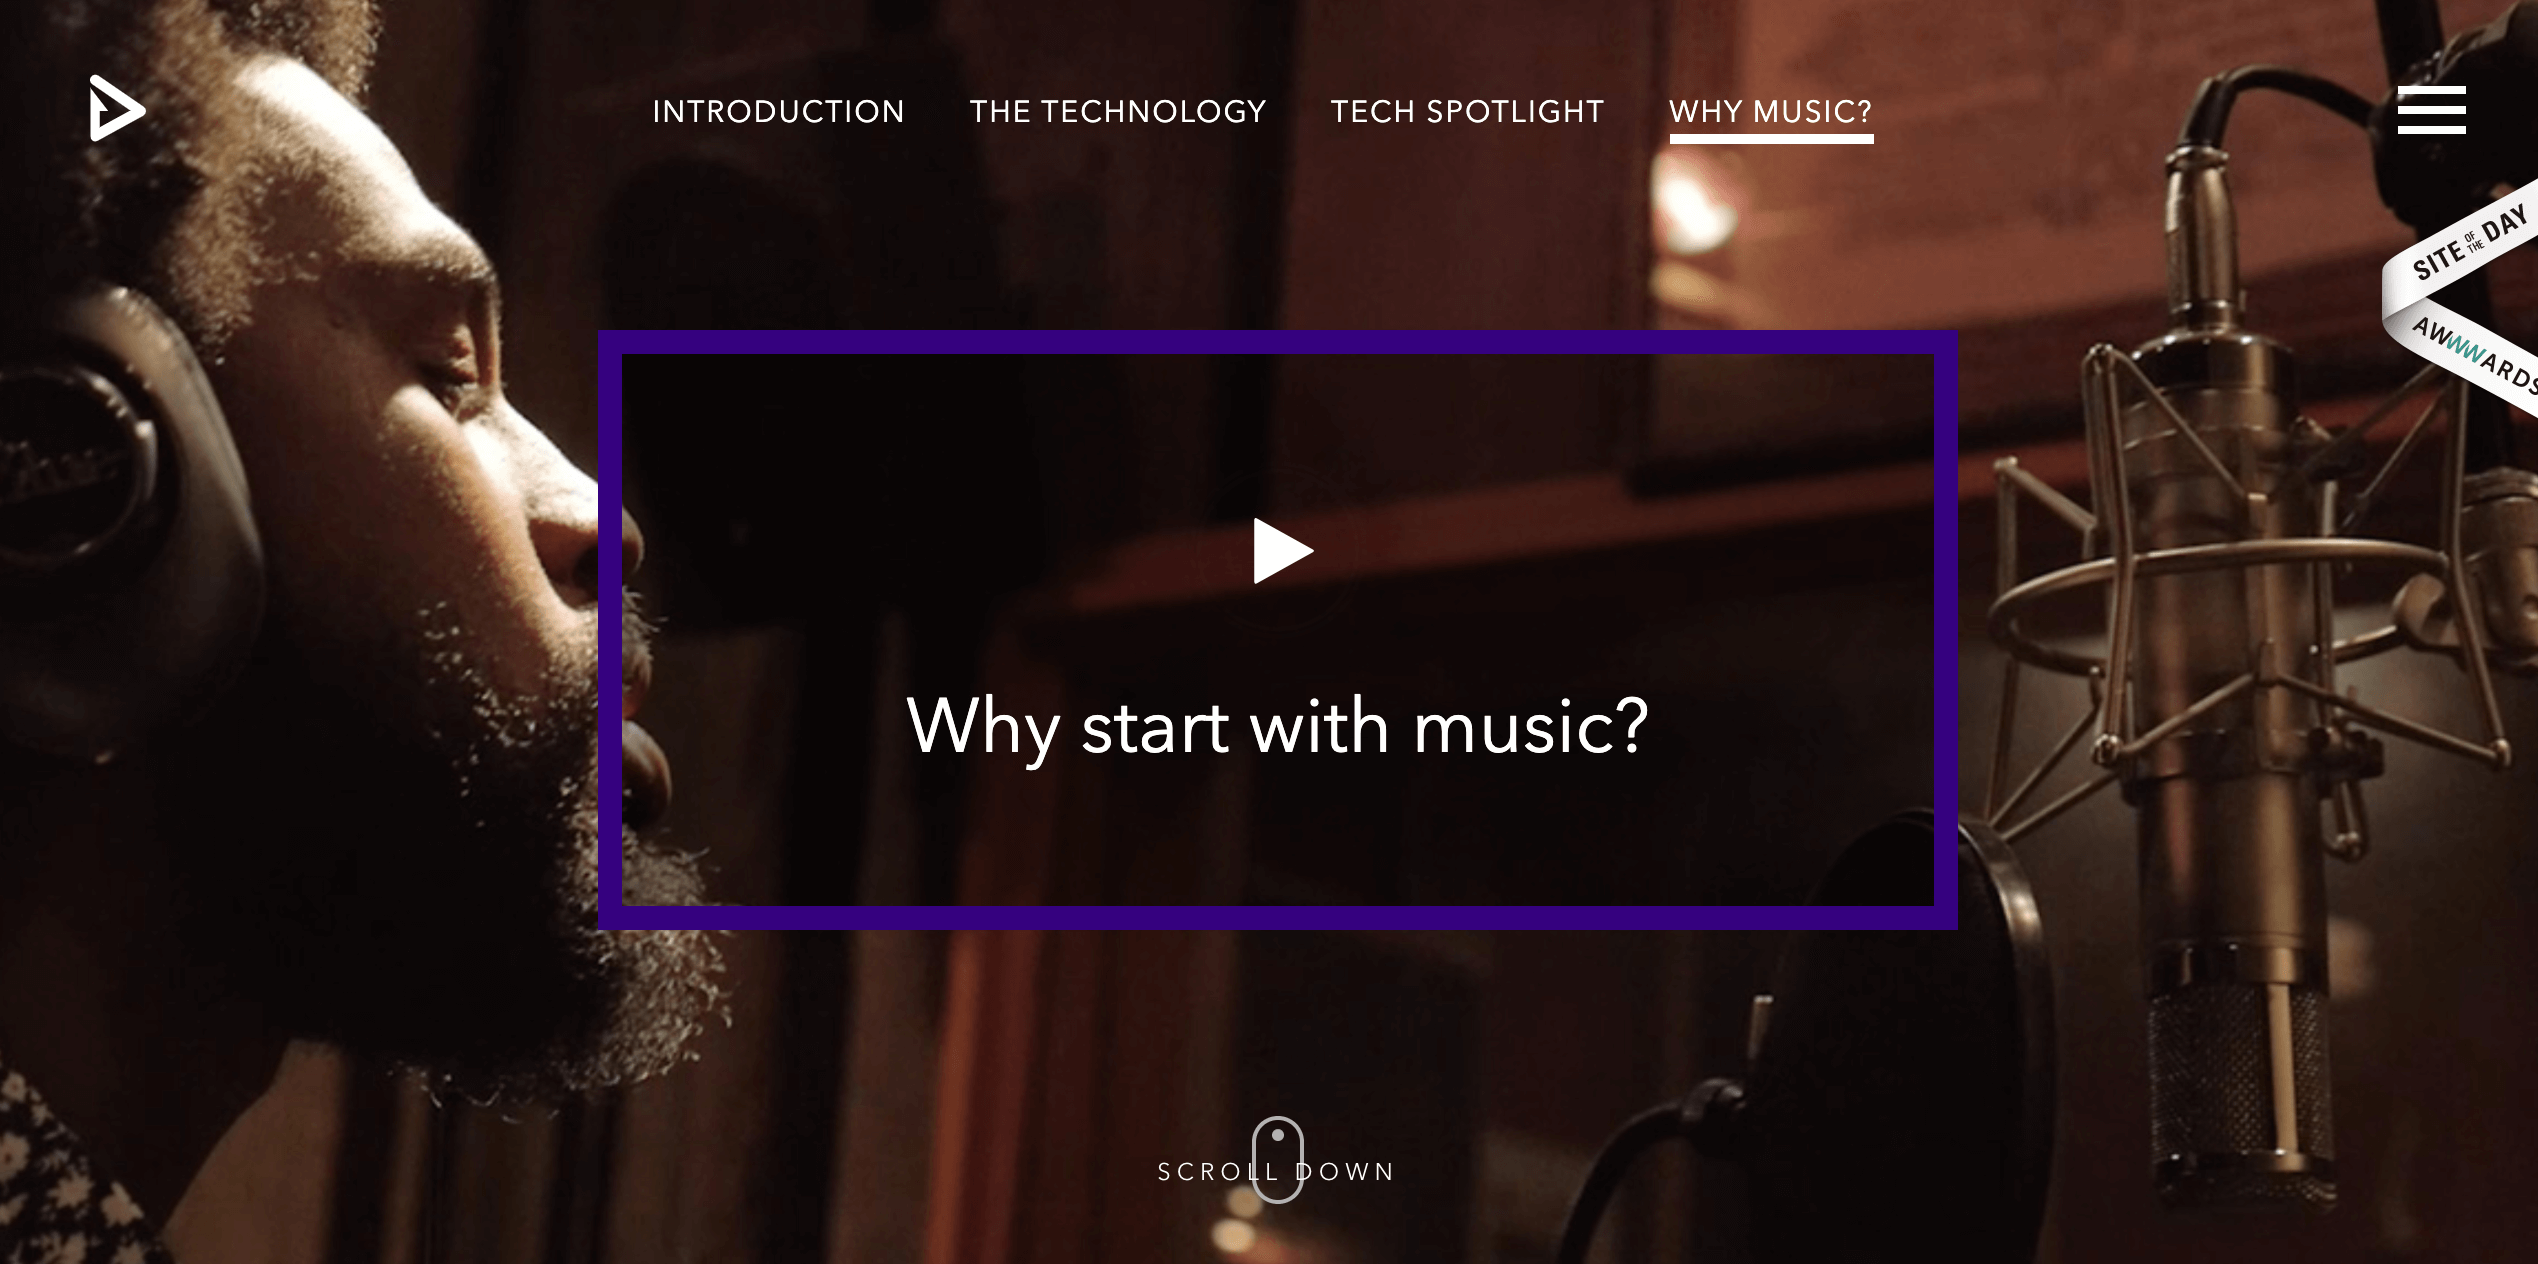 INTRODUCTION
THE TECHNOLOGY
TECH SPOTLIGHT
WHY MUSIC?
SITE OF THE DAY
AWWWARDS
Why start with music?
SCROLL DOWN